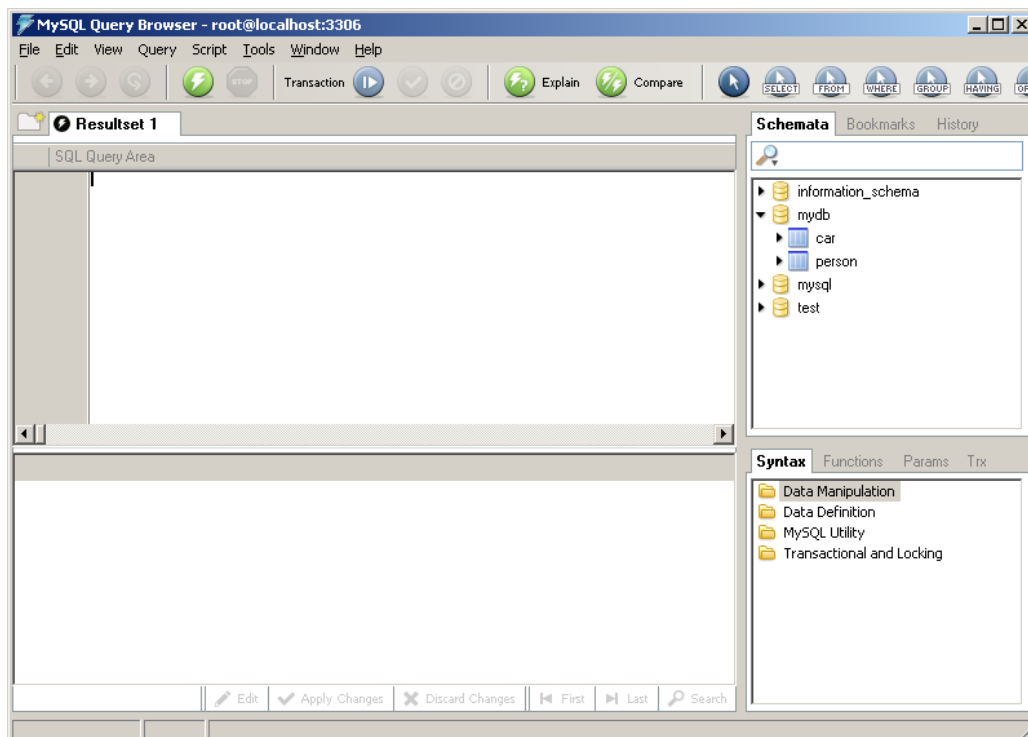 MySQL Query Browser - root@localhost:3306
File Edit View Query Script Tools Window Help
STOP Transaction Explain Compare SELECT FROM WHERE GROUP HAVING
Resultset 1
SQL Query Area
Schemata Bookmarks History
information_schema
mydb
car
person
mysql
test
Syntax Functions Params Trx
Data Manipulation
Data Definition
MySQL Utility
Transactional and Locking
Edit Apply Changes Discard Changes First Last Search